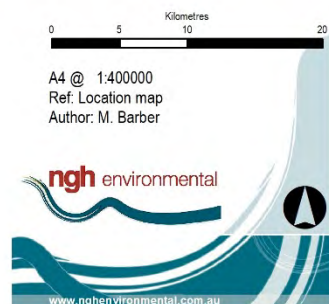 Kilometres
0 5 10 20
A4 @ 1:400000
Ref: Location map
Author: M. Barber
ngh environmental
www.nghenvironmental.com.au